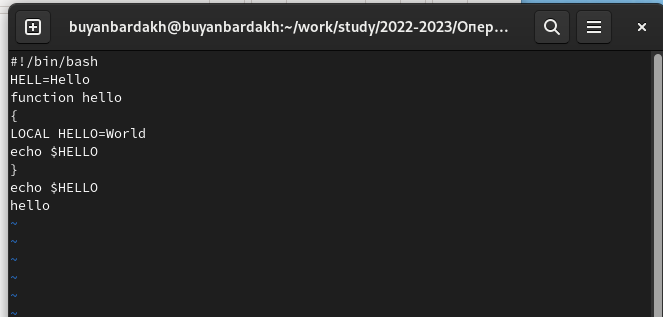 buyanbardakh@buyanbardakh:~/work/study/2022-2023/Опер...
#!/bin/bash
HELL=Hello
function hello
{
LOCAL HELLO=World
echo $HELLO
}
echo $HELLO
hello
~
~
~
~
~
~